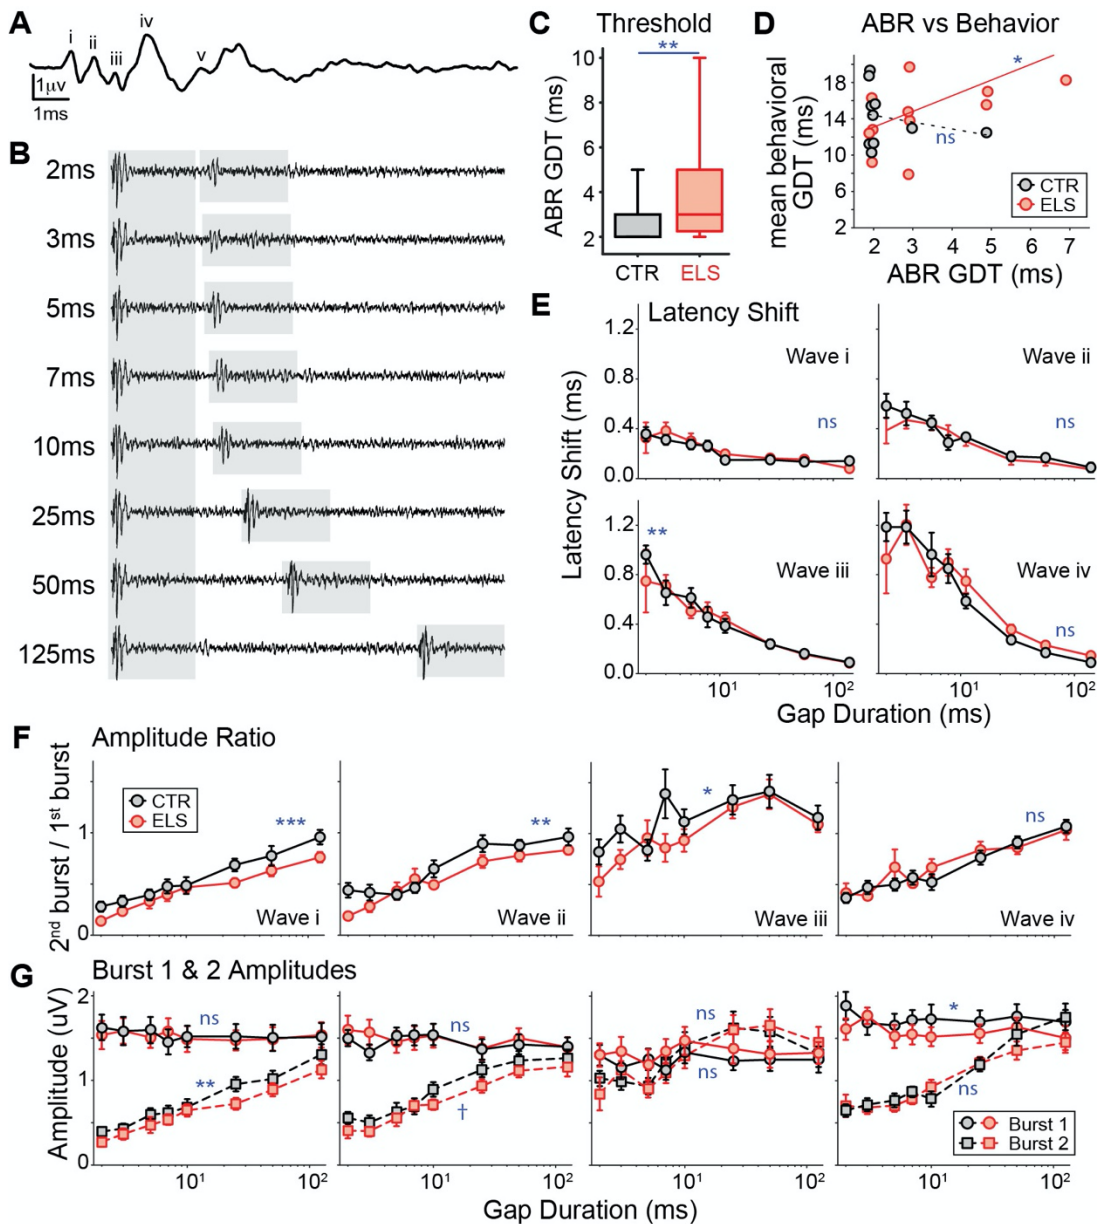 A
i
ii
iii
iv
v
1μv
1ms
B
2ms
3ms
5ms
7ms
10ms
25ms
50ms
125ms
C Threshold
**
ABR GDT (ms)
10
8
6
4
2
CTR ELS
D ABR vs Behavior
*
ns
mean behavioral
GDT (ms)
20
18
14
10
6
2
CTR
ELS
2 3 4 5 6 7
ABR GDT (ms)
E Latency Shift
Latency Shift (ms)
1.2
0.8
0.4
0.0
Wave i
ns
Wave ii
ns
1.2
0.8
0.4
0.0
**
Wave iii
Wave iv
ns
10¹ 10² 10¹ 10²
Gap Duration (ms)
F Amplitude Ratio
2nd burst / 1st burst
1
0
CTR
ELS
***
Wave i
**
Wave ii
*
Wave iii
ns
Wave iv
G Burst 1 & 2 Amplitudes
Amplitude (uV)
2
1
0
ns
**
ns
†
ns
ns
*
ns
Burst 1
Burst 2
10¹ 10² 10¹ 10² 10¹ 10² 10¹ 10²
Gap Duration (ms)